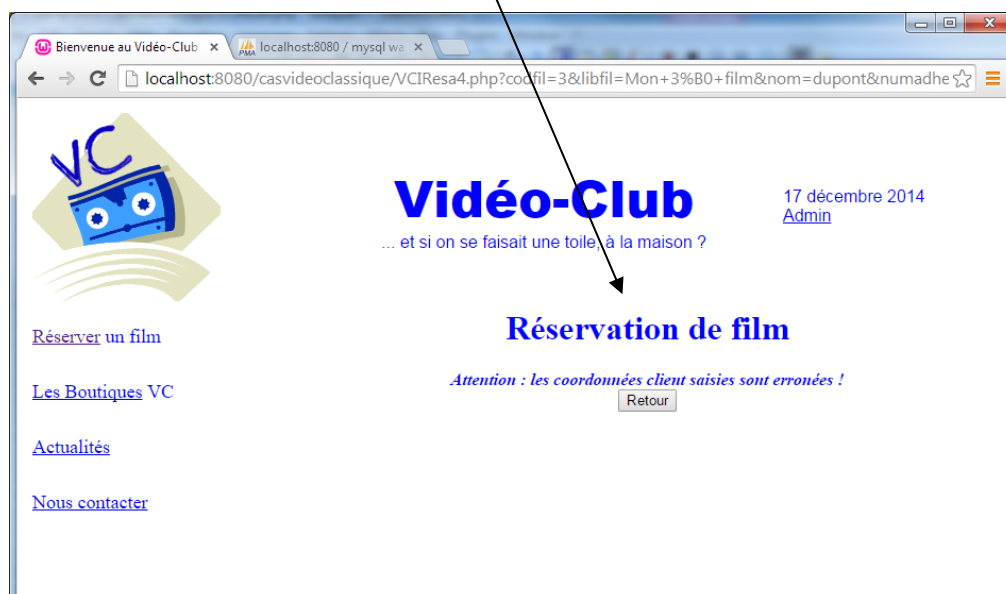 Bienvenue au Vidéo-Club
localhost:8080 / mysql wa
localhost:8080/casvideoclassique/VCIResa4.php?codfil=3&libfil=Mon+3%B0+film&nom=dupont&numadhe
VC
Vidéo-Club
17 décembre 2014
Admin
... et si on se faisait une toile, à la maison ?
Réservation de film
Réserver un film
Attention : les coordonnées client saisies sont erronées !
Retour
Les Boutiques VC
Actualités
Nous contacter